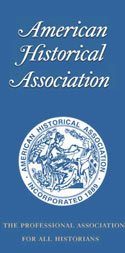 American
Historical
Association
AMERICAN HISTORICAL ASSOCIATION
INCORPORATED 1889
THE PROFESSIONAL ASSOCIATION
FOR ALL HISTORIANS